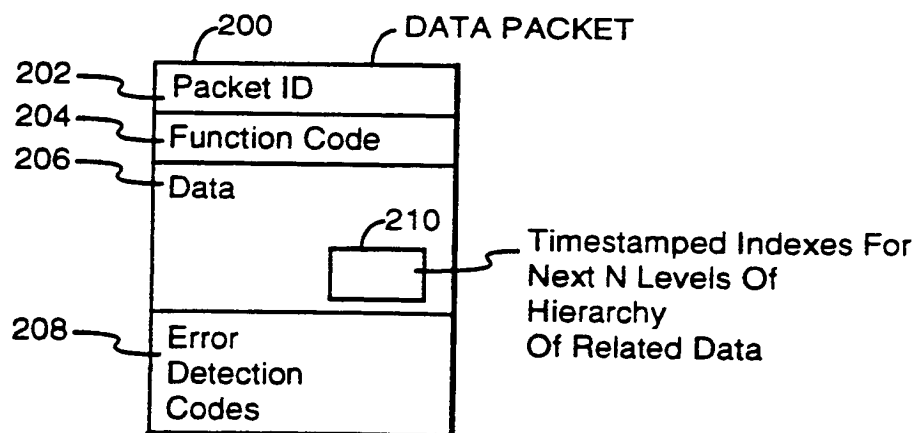 200
DATA PACKET
202
Packet ID
204
Function Code
206
Data
210
Timestamped Indexes For
Next N Levels Of
Hierarchy
Of Related Data
208
Error
Detection
Codes